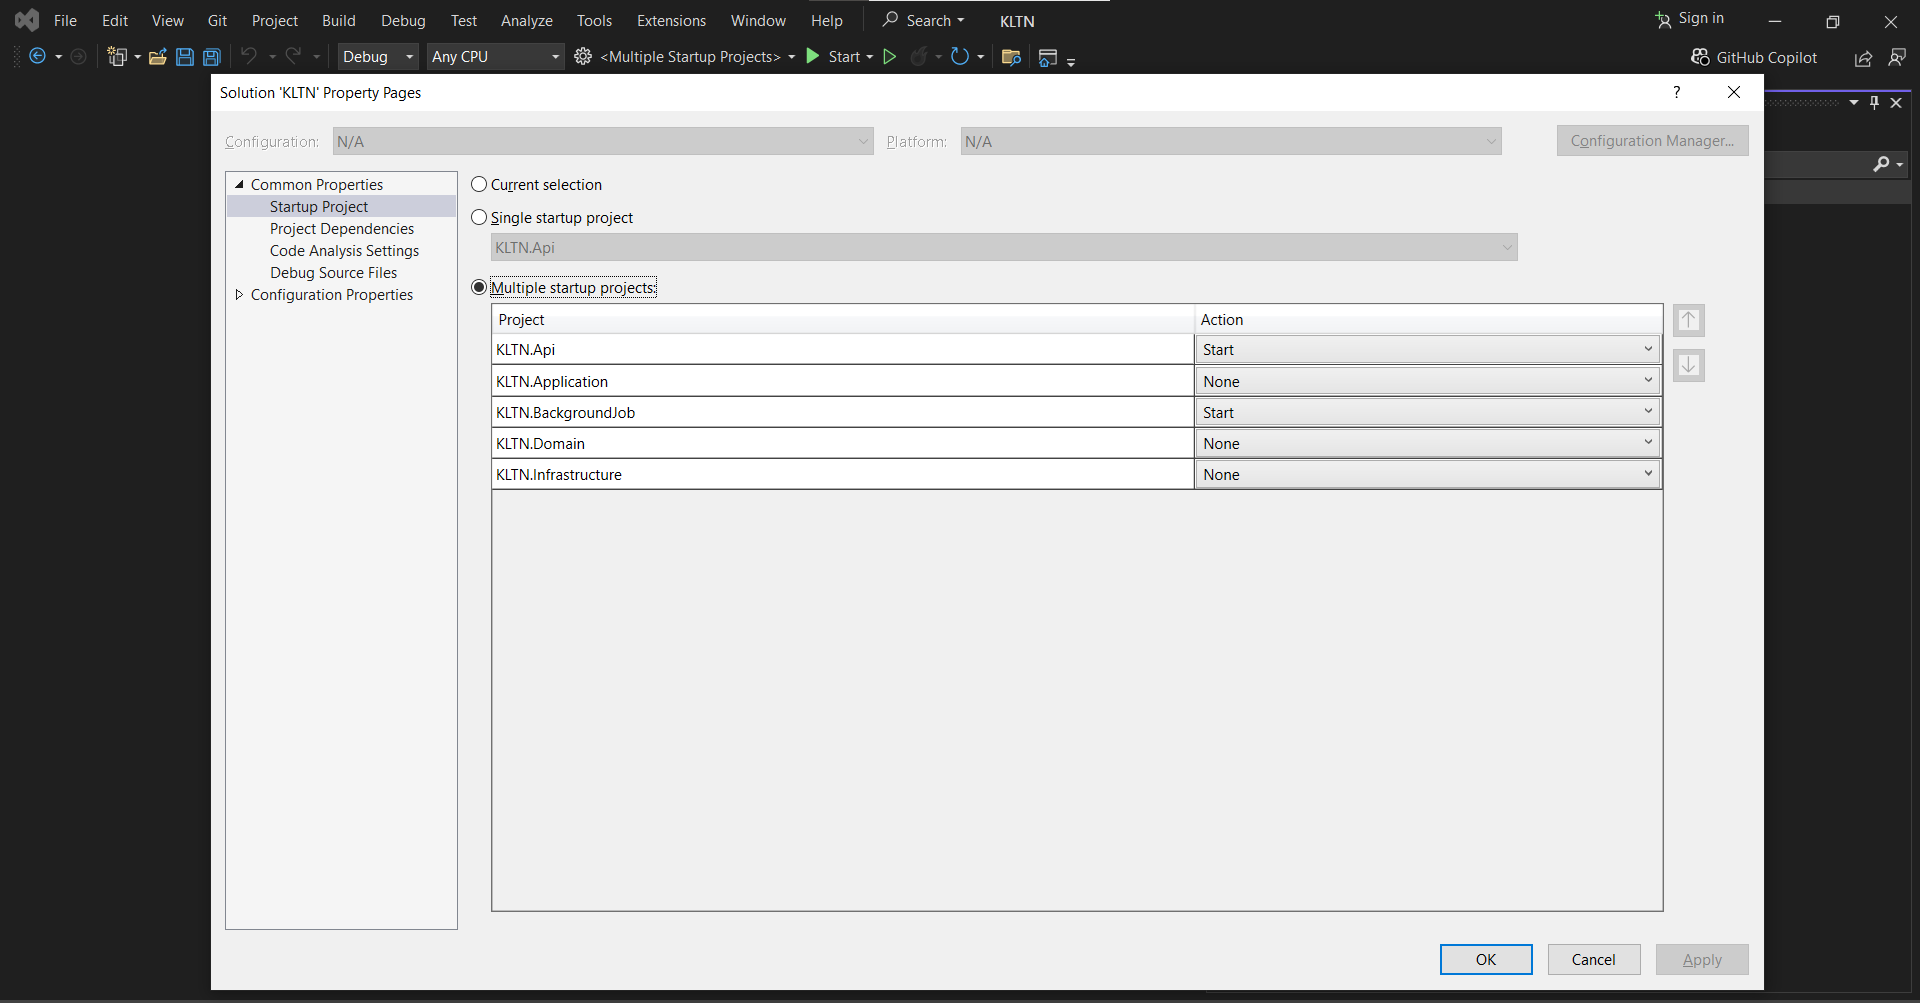 File Edit View Git Project Build Debug Test Analyze Tools Extensions Window Help Search KLTN Sign in
Debug Any CPU <Multiple Startup Projects> Start GitHub Copilot
Solution 'KLTN' Property Pages ?
Configuration: N/A Platform: N/A Configuration Manager...
Common Properties
Startup Project
Project Dependencies
Code Analysis Settings
Debug Source Files
Configuration Properties
Current selection
Single startup project
KLTN.Api
Multiple startup projects:
Project Action
KLTN.Api Start
KLTN.Application None
KLTN.BackgroundJob Start
KLTN.Domain None
KLTN.Infrastructure None
OK Cancel Apply